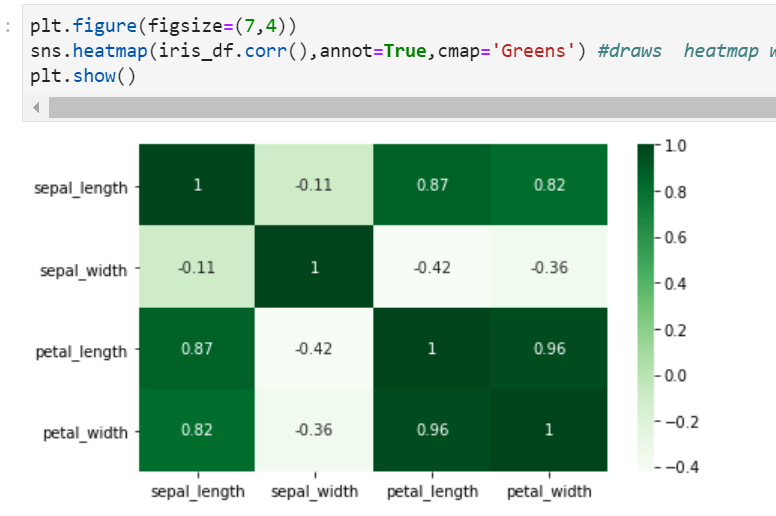 :
plt.figure(figsize=(7,4))
sns.heatmap(iris_df.corr(),annot=True,cmap='Greens') #draws  heatmap
plt.show()
1.0
sepal_length 1 -0.11 0.87 0.82
0.8
0.6
sepal_width -0.11 1 -0.42 -0.36
0.4
0.2
petal_length 0.87 -0.42 1 0.96
0.0
-0.2
petal_width 0.82 -0.36 0.96 1
-0.4
sepal_length sepal_width petal_length petal_width